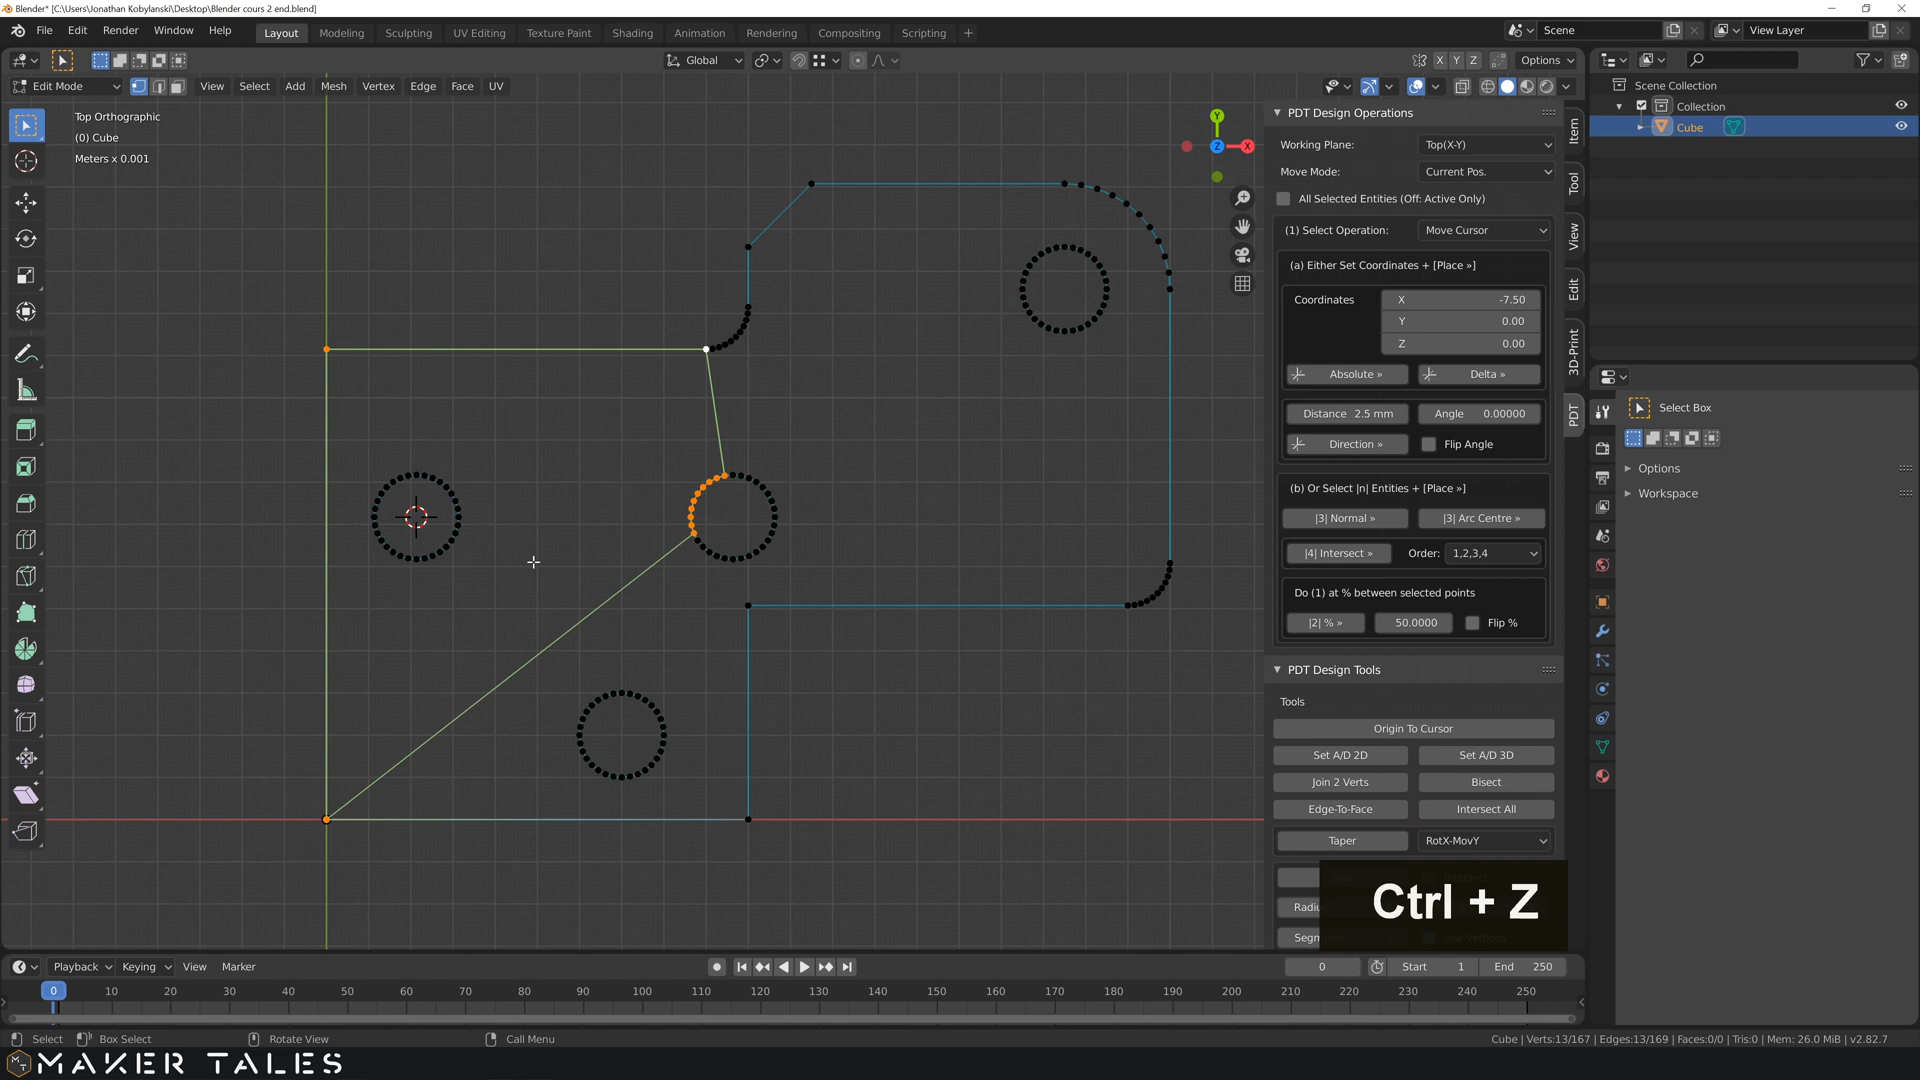 Blender* [C:\Users\Jonathan Kobylanski\Desktop\Blender cours 2 end.blend]
File Edit Render Window Help
Layout Modeling Sculpting UV Editing Texture Paint Shading Animation Rendering Compositing Scripting +
Scene
View Layer
Global
X Y Z
Options
Edit Mode
View Select Add Mesh Vertex Edge Face UV
Top Orthographic
(0) Cube
Meters x 0.001
Y
Z
X
PDT Design Operations
Working Plane: Top(X-Y)
Move Mode: Current Pos.
All Selected Entities (Off: Active Only)
(1) Select Operation: Move Cursor
(a) Either Set Coordinates + [Place »]
Coordinates X -7.50
Y 0.00
Z 0.00
Absolute » Delta »
Distance 2.5 mm Angle 0.00000
Direction » Flip Angle
(b) Or Select |n| Entities + [Place »]
|3| Normal » |3| Arc Centre »
|4| Intersect » Order: 1,2,3,4
Do (1) at % between selected points
|2| % » 50.0000 Flip %
PDT Design Tools
Tools
Origin To Cursor
Set A/D 2D Set A/D 3D
Join 2 Verts Bisect
Edge-To-Face Intersect All
Taper RotX-MovY
Radiu
Segm
Ctrl + Z
Item
Tool
View
Edit
3D-Print
PDT
Scene Collection
Collection
Cube
Select Box
Options
Workspace
Playback Keying View Marker
0 Start 1 End 250
0 10 20 30 40 50 60 70 80 90 100 110 120 130 140 150 160 170 180 190 200 210 220 230 240 250
Select Box Select Rotate View Call Menu
Cube | Verts:13/167 | Edges:13/169 | Faces:0/0 | Tris:0 | Mem: 26.0 MiB | v2.82.7
MAKER TALES